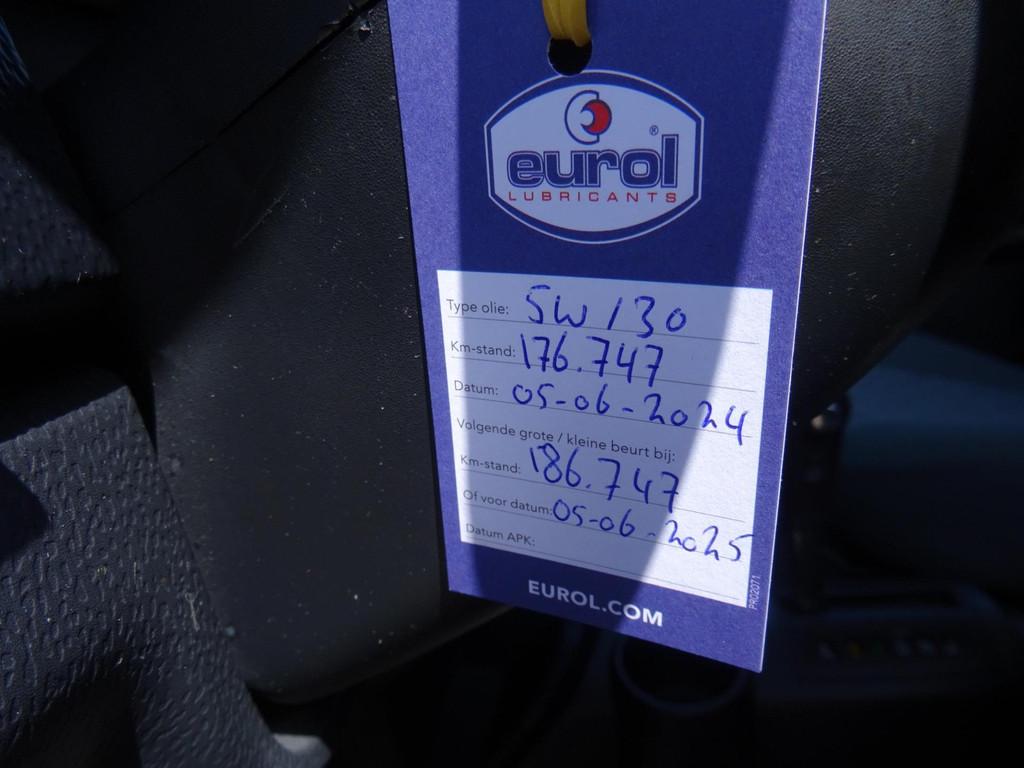 eurol®
LUBRICANTS
Type olie: 5W/30
Km-stand: 176.747
Datum: 05-06-2024
Volgende grote / kleine beurt bij:
Km-stand: 186.747
Of voor datum: 05-06-2025
Datum APK:
PR02071
EUROL.COM